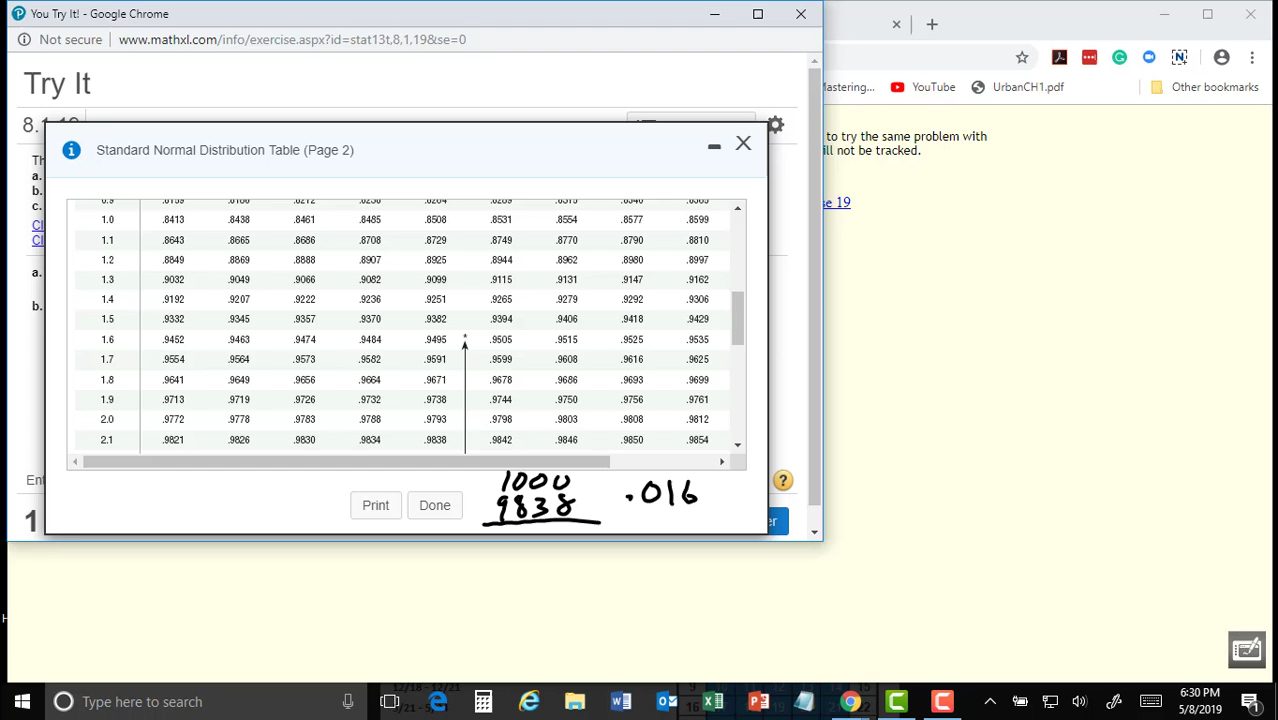 You Try It! - Google Chrome
Not secure www.mathxl.com/info/exercise.aspx?id=stat13t,8,1,19&se=0
Mastering... YouTube UrbanCH1.pdf Other bookmarks
Try It
to try the same problem with
ill not be tracked.
se 19
Th
a.
b.
c.
Cl
Cl
a.
b.
Standard Normal Distribution Table (Page 2)
1.0 .8413 .8438 .8461 .8485 .8508 .8531 .8554 .8577 .8599
1.1 .8643 .8665 .8686 .8708 .8729 .8749 .8770 .8790 .8810
1.2 .8849 .8869 .8888 .8907 .8925 .8944 .8962 .8980 .8997
1.3 .9032 .9049 .9066 .9082 .9099 .9115 .9131 .9147 .9162
1.4 .9192 .9207 .9222 .9236 .9251 .9265 .9279 .9292 .9306
1.5 .9332 .9345 .9357 .9370 .9382 .9394 .9406 .9418 .9429
1.6 .9452 .9463 .9474 .9484 .9495 * .9505 .9515 .9525 .9535
1.7 .9554 .9564 .9573 .9582 .9591 .9599 .9608 .9616 .9625
1.8 .9641 .9649 .9656 .9664 .9671 .9678 .9686 .9693 .9699
1.9 .9713 .9719 .9726 .9732 .9738 .9744 .9750 .9756 .9761
2.0 .9772 .9778 .9783 .9788 .9793 .9798 .9803 .9808 .9812
2.1 .9821 .9826 .9830 .9834 .9838 .9842 .9846 .9850 .9854
Ent
?
1000
9838
.016
Print Done
1
er
Type here to search
6:30 PM
5/8/2019